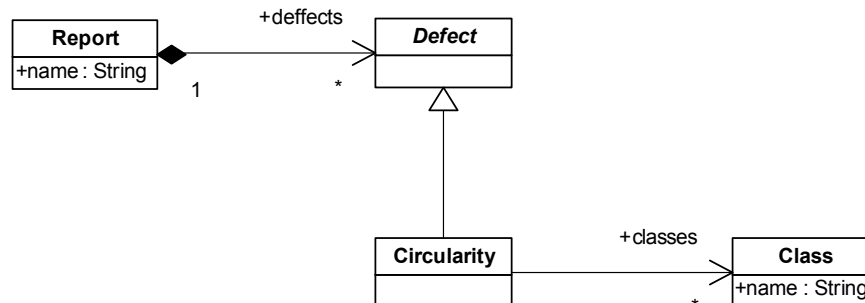 +deffects
Report
Defect
+name : String
1
*
+classes
Circularity
Class
+name : String
*